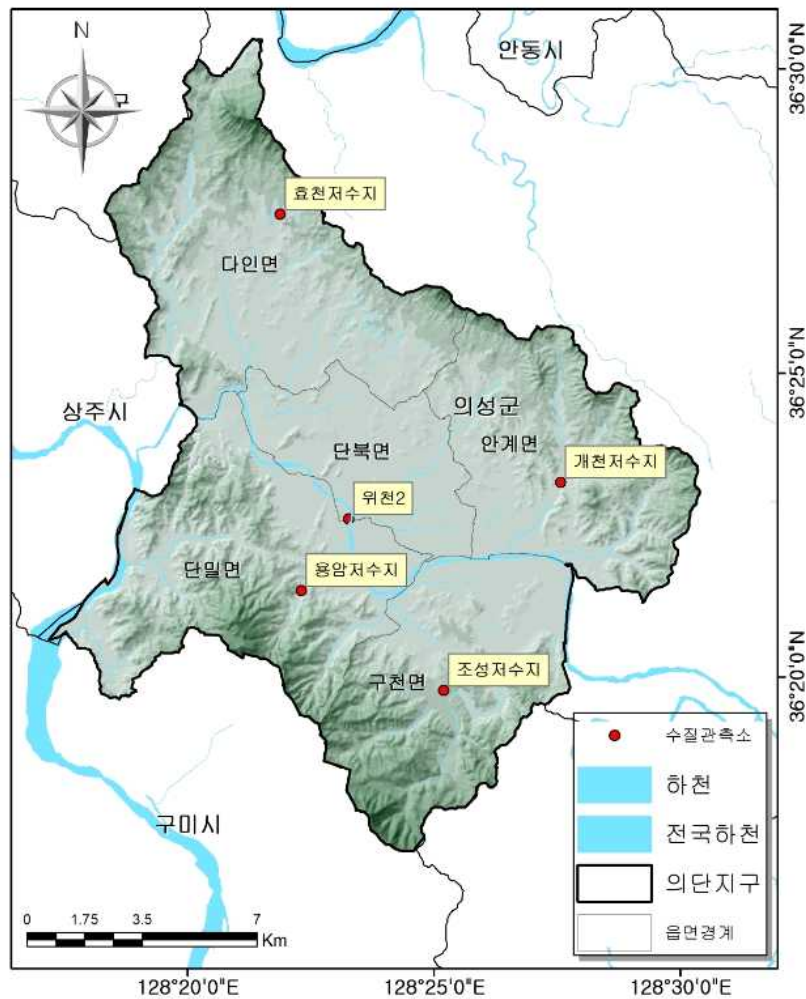 N
구
안동시
36°30'0"N
효천저수지
다인면
36°25'0"N
상주시
의성군
단북면
안계면
개천저수지
위천2
단밀면
용암저수지
36°20'0"N
구천면
조성저수지
수질관측소
하천
전국하천
의단지구
읍면경계
구미시
0 1.75 3.5 7
Km
128°20'0"E 128°25'0"E 128°30'0"E